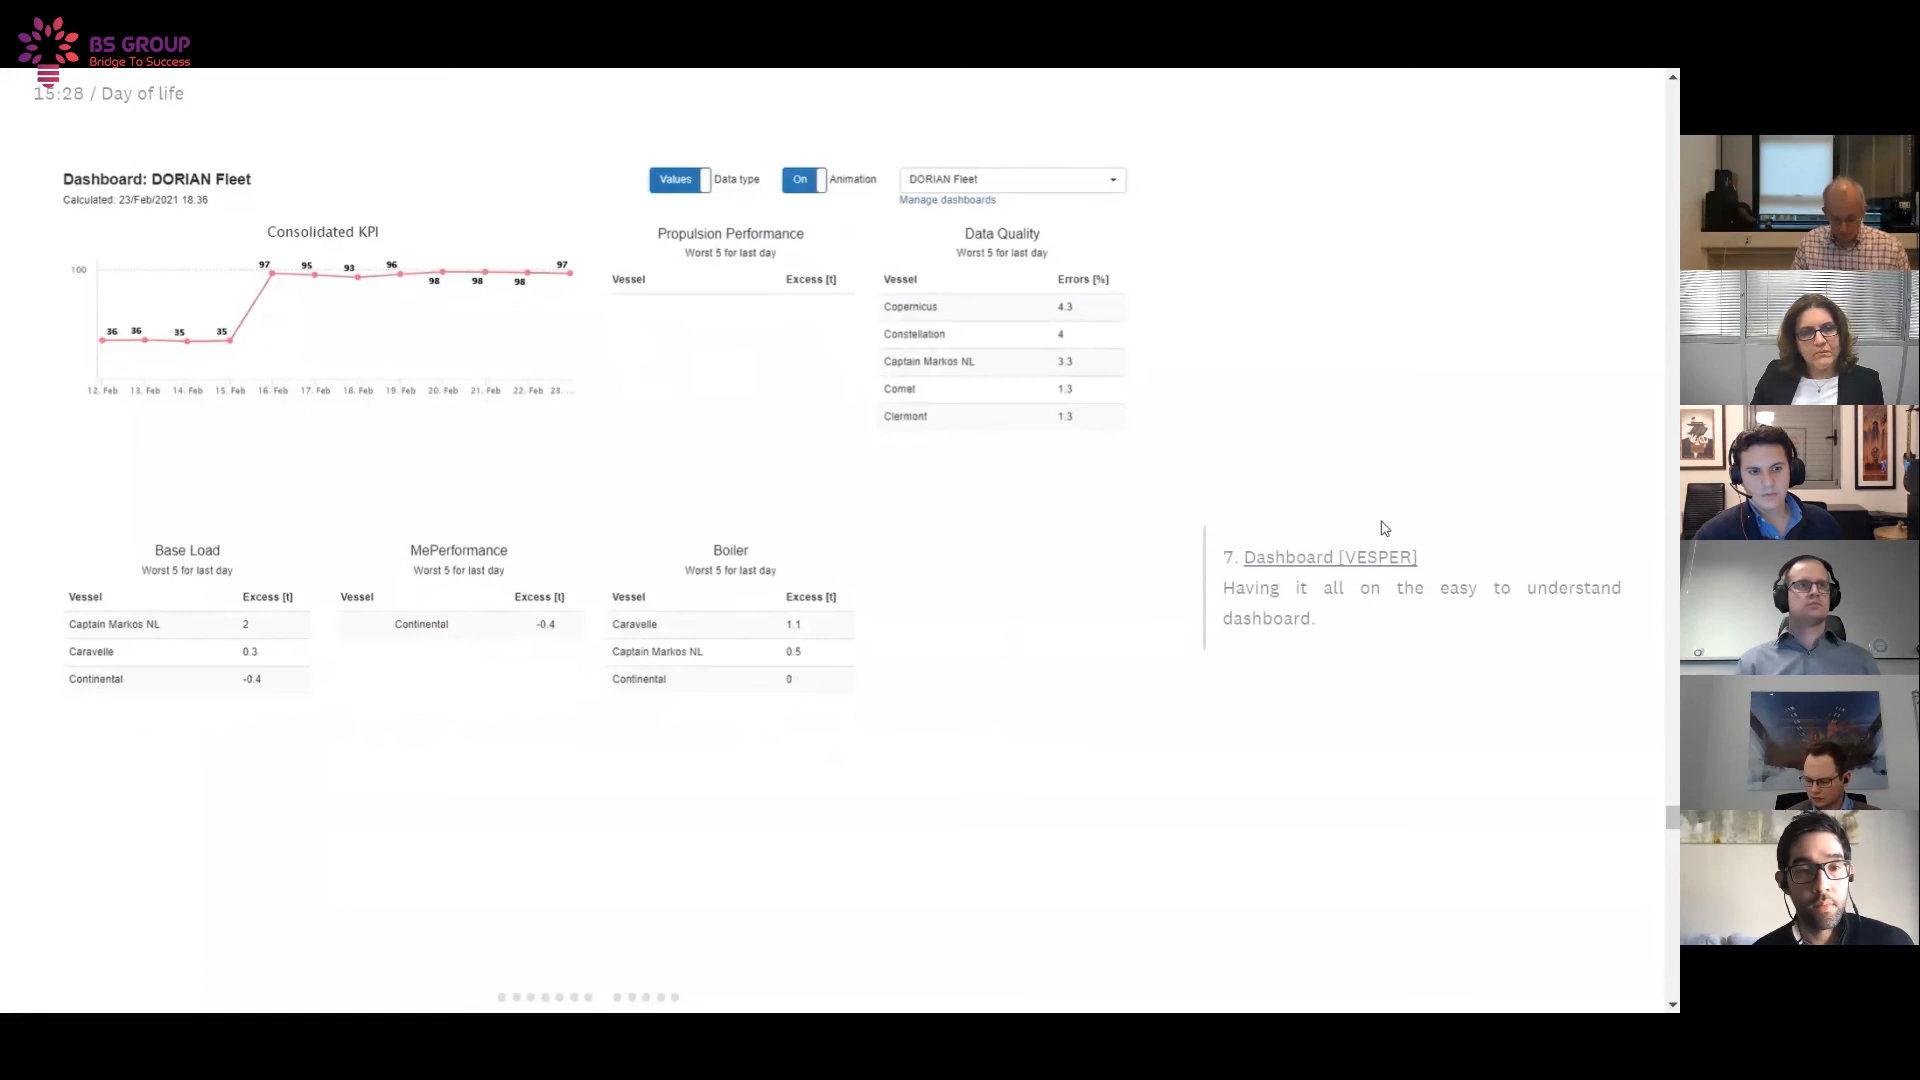 BS GROUP
Bridge To Success
15:28 / Day of life
Dashboard: DORIAN Fleet
Calculated: 23/Feb/2021 18:36
Values Data type On Animation DORIAN Fleet
Manage dashboards
Consolidated KPI
100
36 36 35 35 97 95 93 96 98 98 98 97
12. Feb 13. Feb 14. Feb 15. Feb 16. Feb 17. Feb 18. Feb 19. Feb 20. Feb 21. Feb 22. Feb 23. ...
Propulsion Performance
Worst 5 for last day
Vessel Excess [t]
Data Quality
Worst 5 for last day
Vessel Errors [%]
Copernicus 4.3
Constellation 4
Captain Markos NL 3.3
Comet 1.3
Clermont 1.3
Base Load
Worst 5 for last day
Vessel Excess [t]
Captain Markos NL 2
Caravelle 0.3
Continental -0.4
MePerformance
Worst 5 for last day
Vessel Excess [t]
Continental -0.4
Boiler
Worst 5 for last day
Vessel Excess [t]
Caravelle 1.1
Captain Markos NL 0.5
Continental 0
7. Dashboard [VESPER]
Having it all on the easy to understand
dashboard.